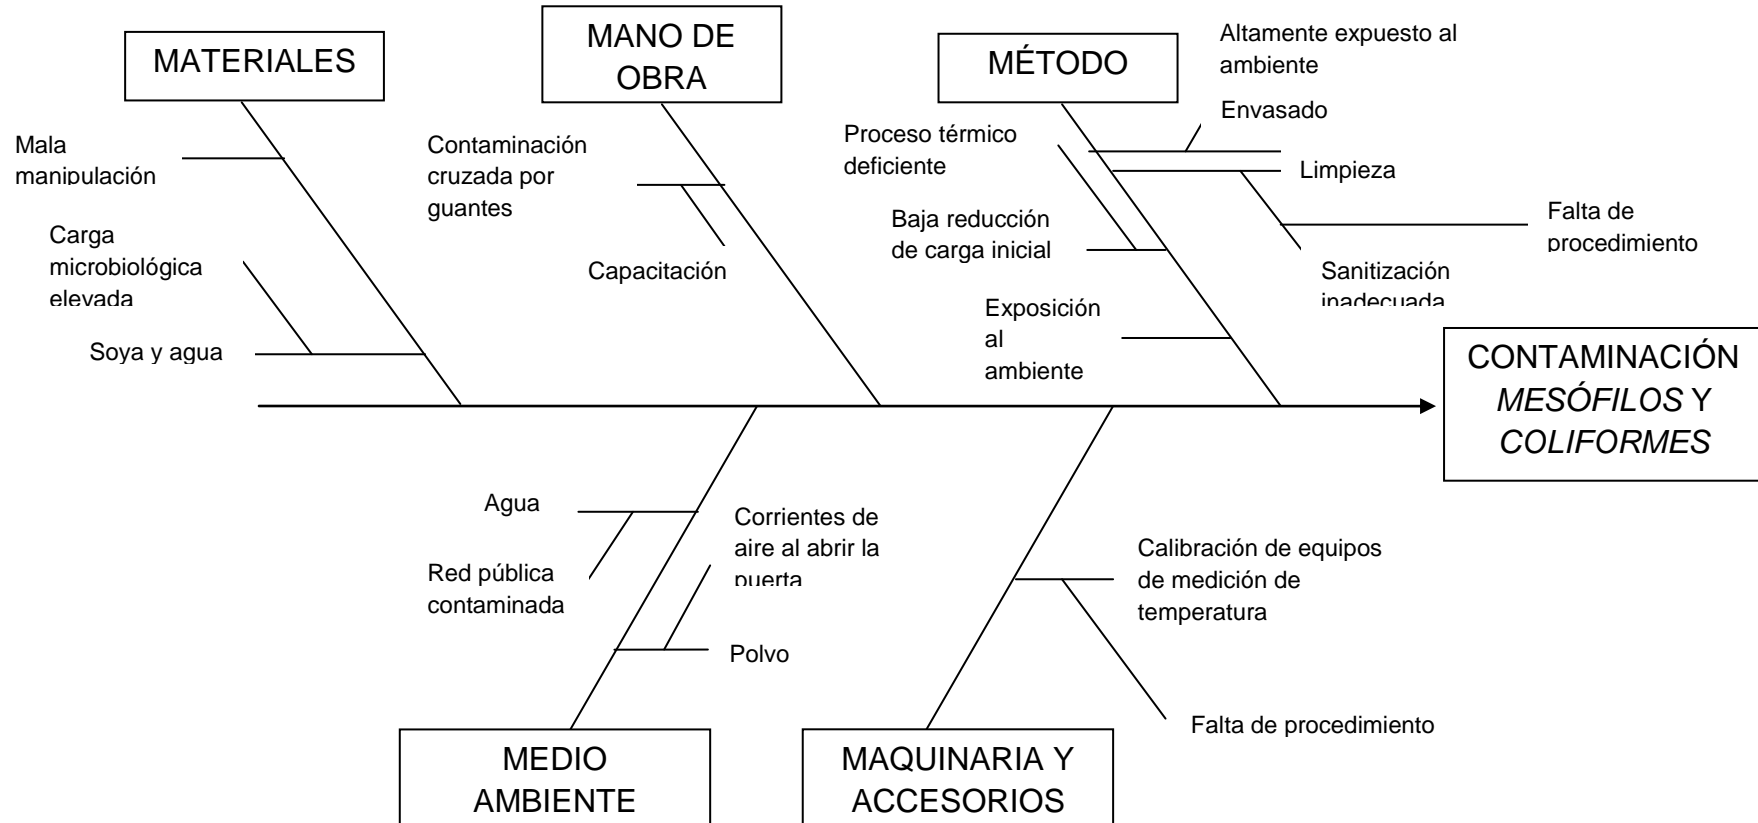 MATERIALES
MANO DE
OBRA
MÉTODO
Altamente expuesto al
ambiente
Envasado
Mala
manipulación
Contaminación
cruzada por
guantes
Proceso térmico
deficiente
Limpieza
Carga
microbiológica
elevada
Capacitación
Baja reducción
de carga inicial
Falta de
procedimiento
Sanitización
inadecuada
Soya y agua
Exposición
al
ambiente
CONTAMINACIÓN
MESÓFILOS Y
COLIFORMES
Agua
Red pública
contaminada
Corrientes de
aire al abrir la
puerta
Polvo
Calibración de equipos
de medición de
temperatura
Falta de procedimiento
MEDIO
AMBIENTE
MAQUINARIA Y
ACCESORIOS